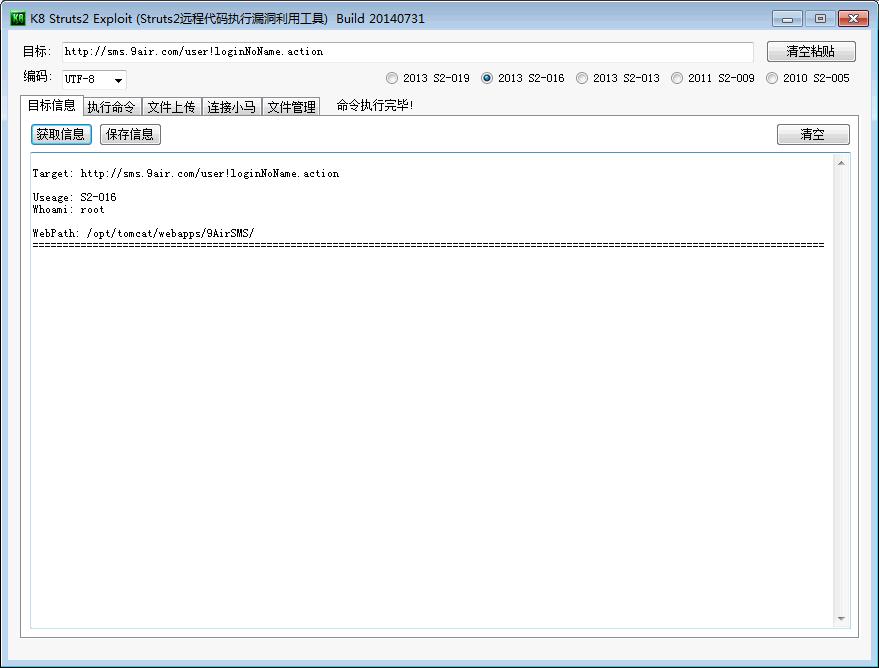 K8 Struts2 Exploit (Struts2远程代码执行漏洞利用工具) Build 20140731
目标: http://sms.9air.com/user!loginNoName.action 清空粘贴
编码: UTF-8 2013 S2-019 2013 S2-016 2013 S2-013 2011 S2-009 2010 S2-005
目标信息 执行命令 文件上传 连接小马 文件管理 命令执行完毕!
获取信息 保存信息 清空
Target: http://sms.9air.com/user!loginNoName.action
Useage: S2-016
Whoami: root
WebPath: /opt/tomcat/webapps/9AirSMS/
====================================================================================================================================